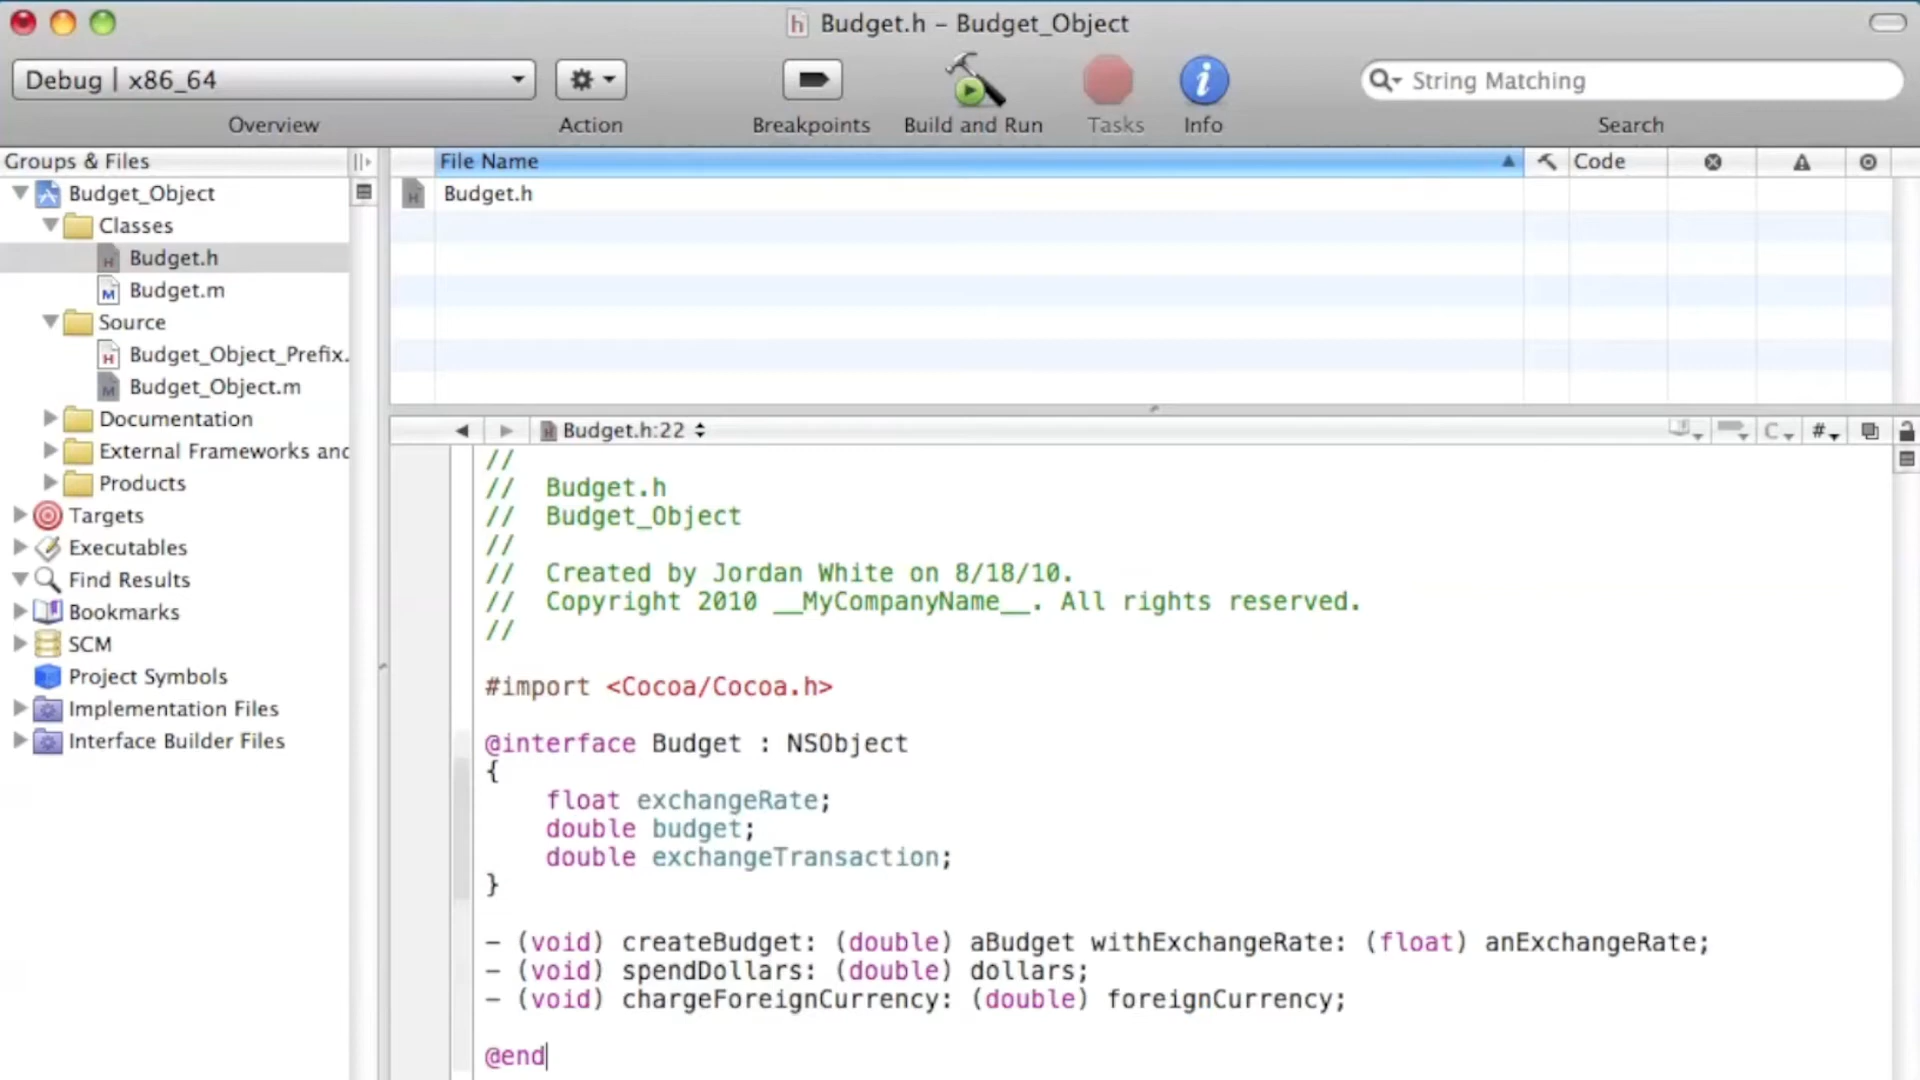 Budget.h – Budget_Object
Debug | x86_64
String Matching
Overview
Action
Breakpoints
Build and Run
Tasks
Info
Search
Groups & Files
Budget_Object
Classes
Budget.h
Budget.m
Source
Budget_Object_Prefix.
Budget_Object.m
Documentation
External Frameworks and
Products
Targets
Executables
Find Results
Bookmarks
SCM
Project Symbols
Implementation Files
Interface Builder Files
File Name
Code
Budget.h
Budget.h:22
C
#
//
//  Budget.h
//  Budget_Object
//
//  Created by Jordan White on 8/18/10.
//  Copyright 2010 __MyCompanyName__. All rights reserved.
//
#import <Cocoa/Cocoa.h>
@interface Budget : NSObject
{
    float exchangeRate;
    double budget;
    double exchangeTransaction;
}
- (void) createBudget: (double) aBudget withExchangeRate: (float) anExchangeRate;
- (void) spendDollars: (double) dollars;
- (void) chargeForeignCurrency: (double) foreignCurrency;
@end